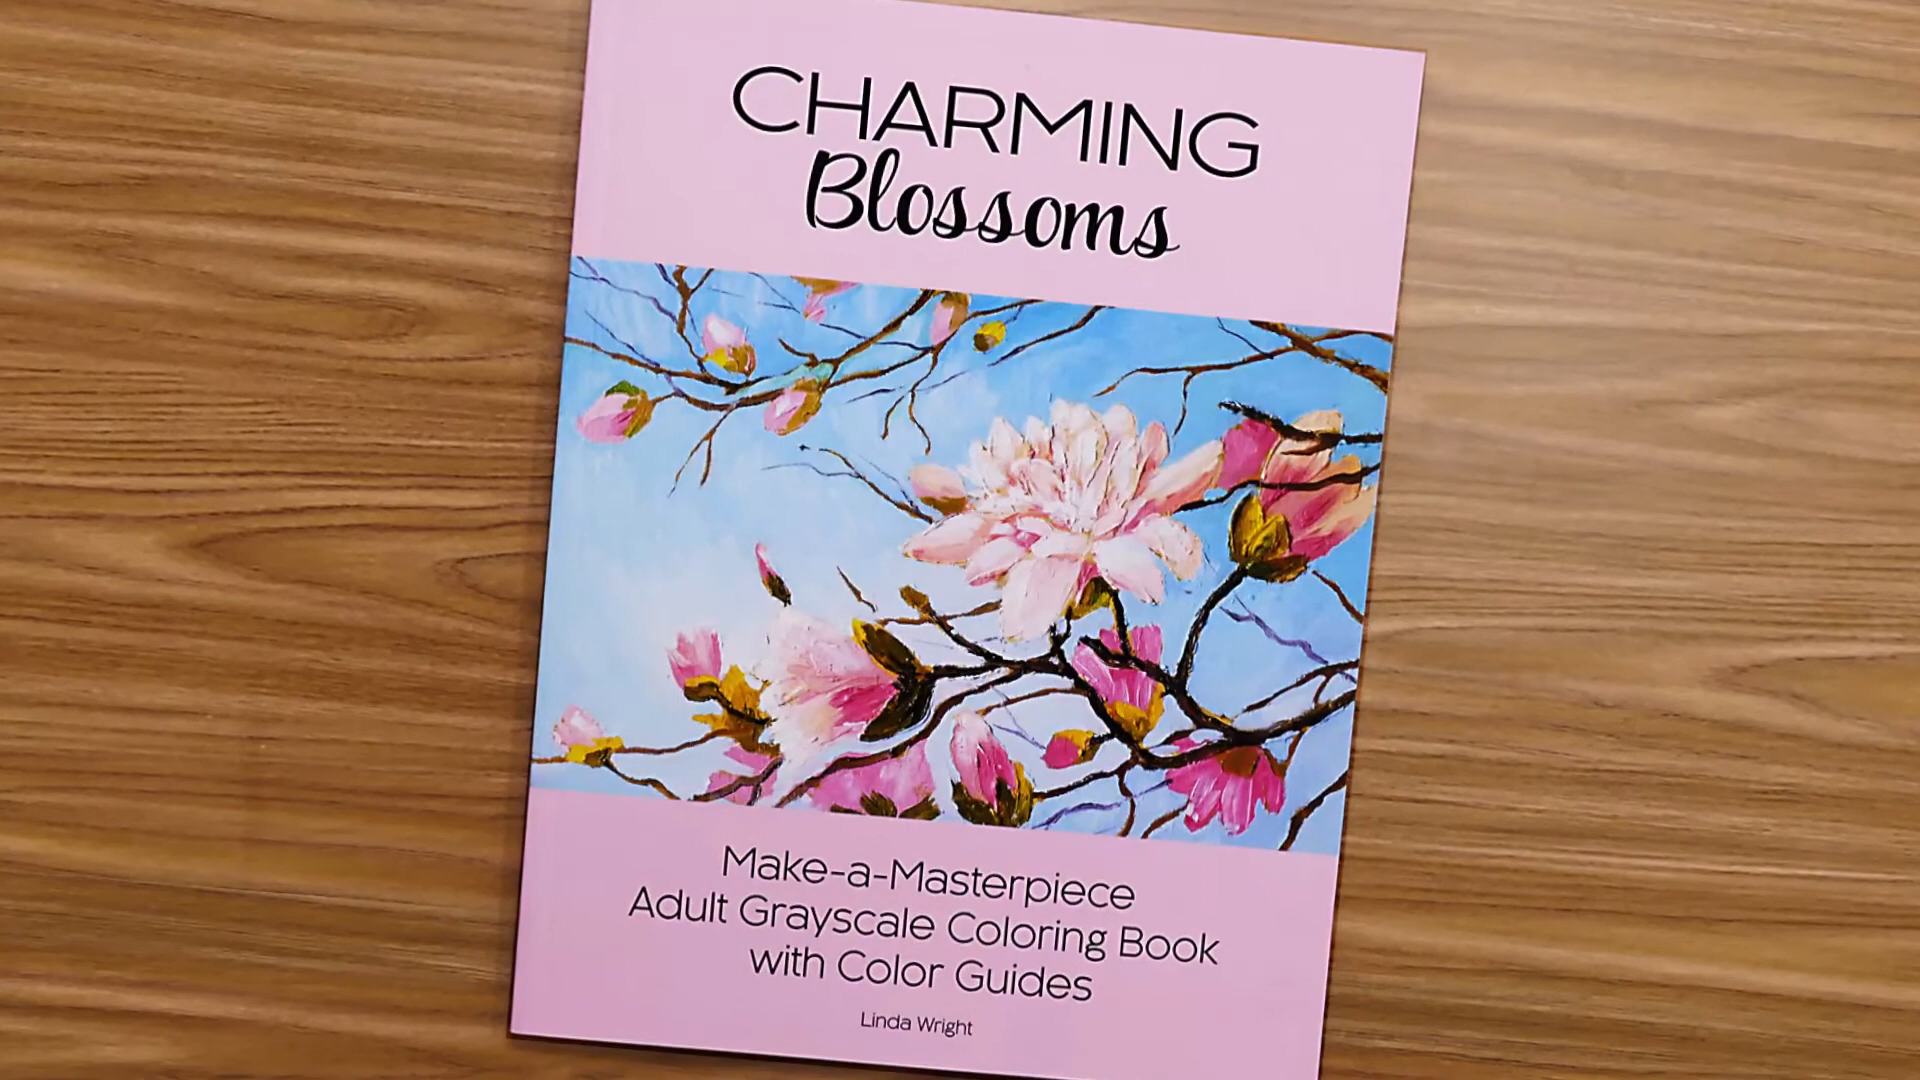 CHARMING
Blossoms
Make-a-Masterpiece
Adult Grayscale Coloring Book
with Color Guides
Linda Wright